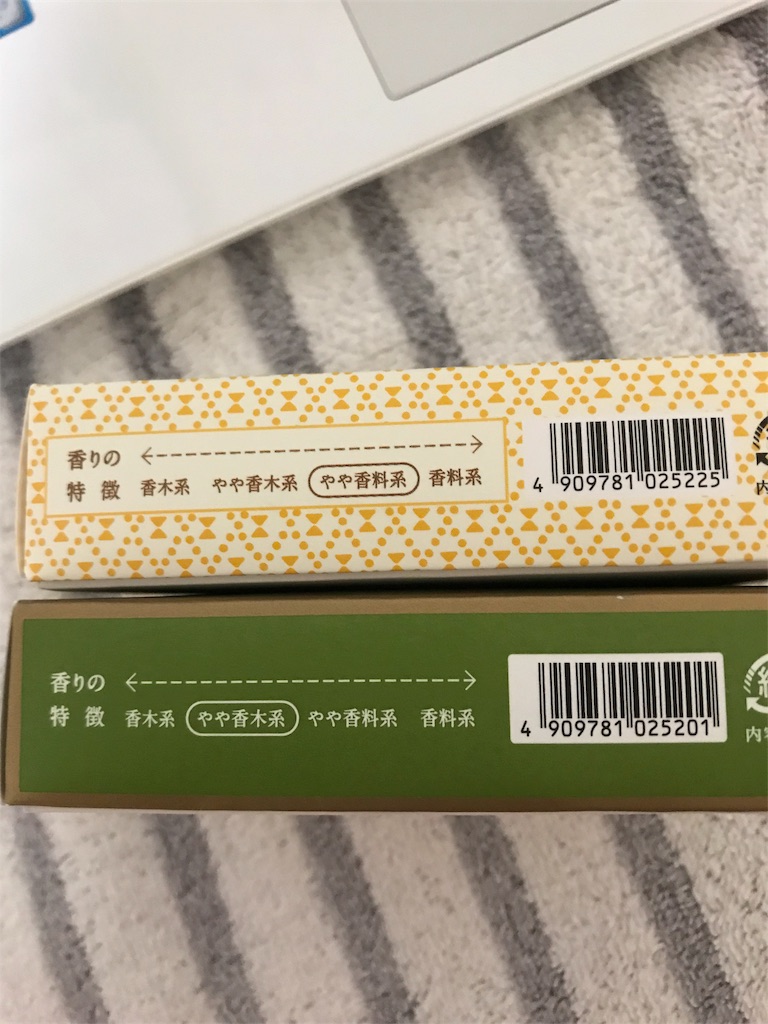 香りの
特徴 香木系 やや香木系 やや香料系 香料系
4 909781 025225
内
香りの
特徴 香木系 やや香木系 やや香料系 香料系
4 909781 025201
内